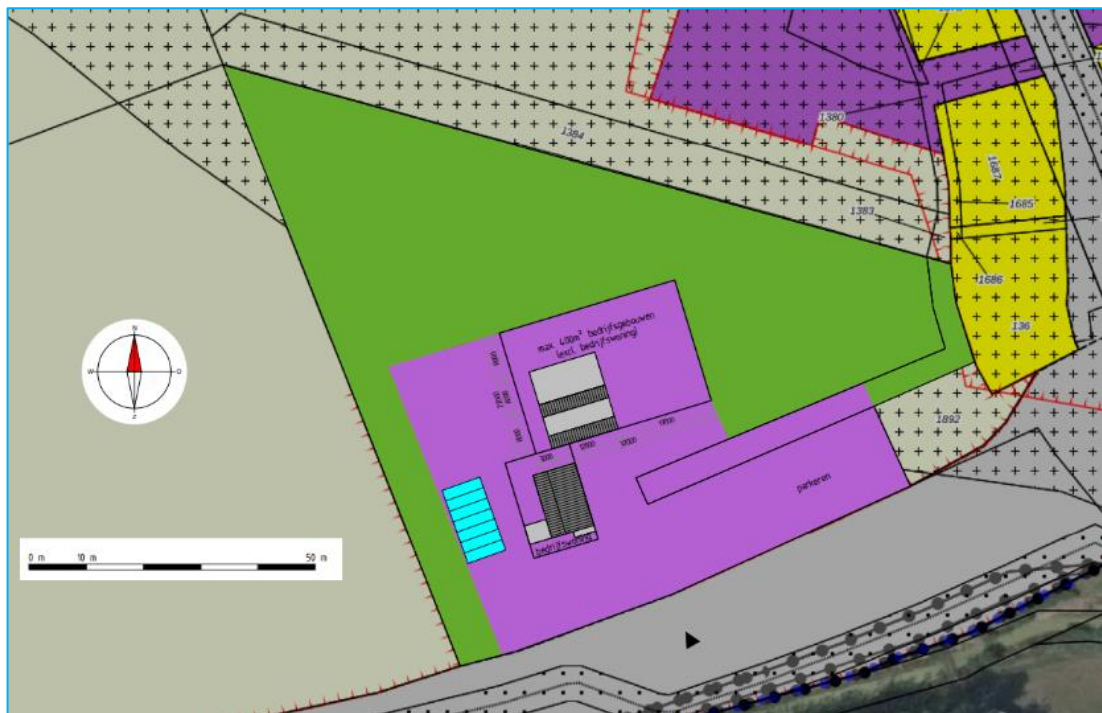 1384
1380
1687
1685
1383
1686
136
1892
max. 400m² bedrijfsgebouwen
(excl. bedrijfswoning)
parkeren
bedrijfswoning
N
W
O
Z
0 m
10 m
50 m